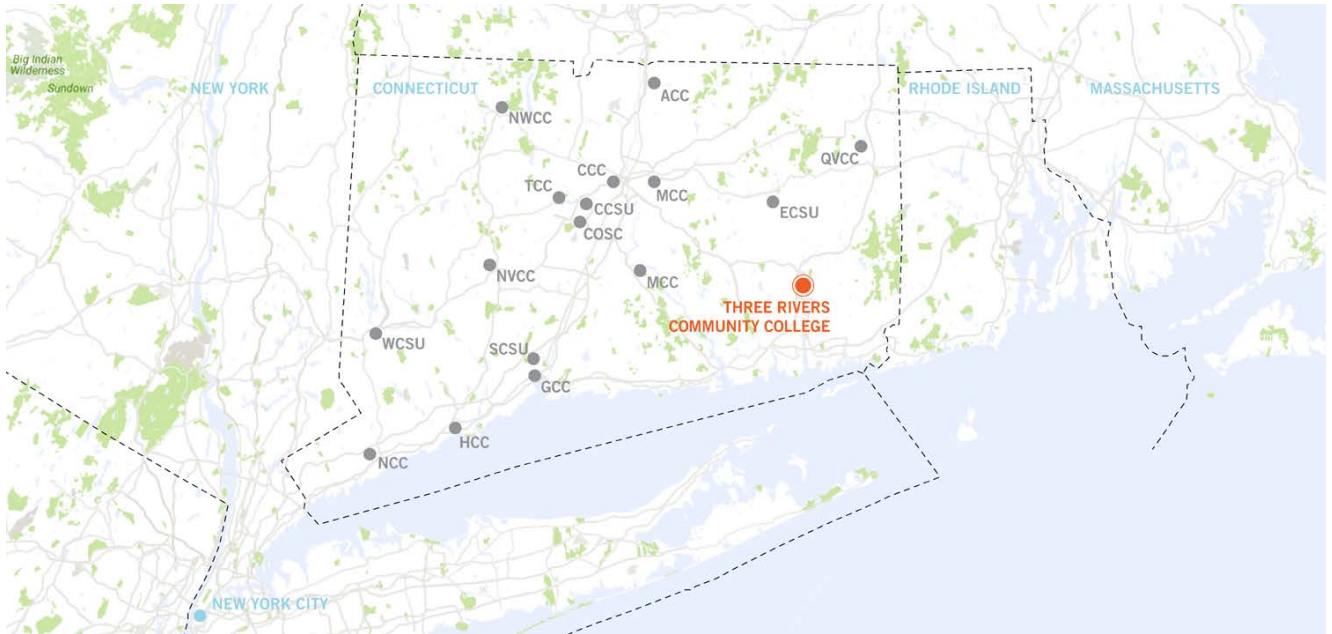 Big Indian
Wilderness
Sundown
NEW YORK
CONNECTICUT
RHODE ISLAND
MASSACHUSETTS
ACC
NWCC
QVCC
CCC
TCC
MCC
CCSU
ECSU
COSC
NVCC
MCC
THREE RIVERS
COMMUNITY COLLEGE
WCSU
SCSU
GCC
HCC
NCC
NEW YORK CITY